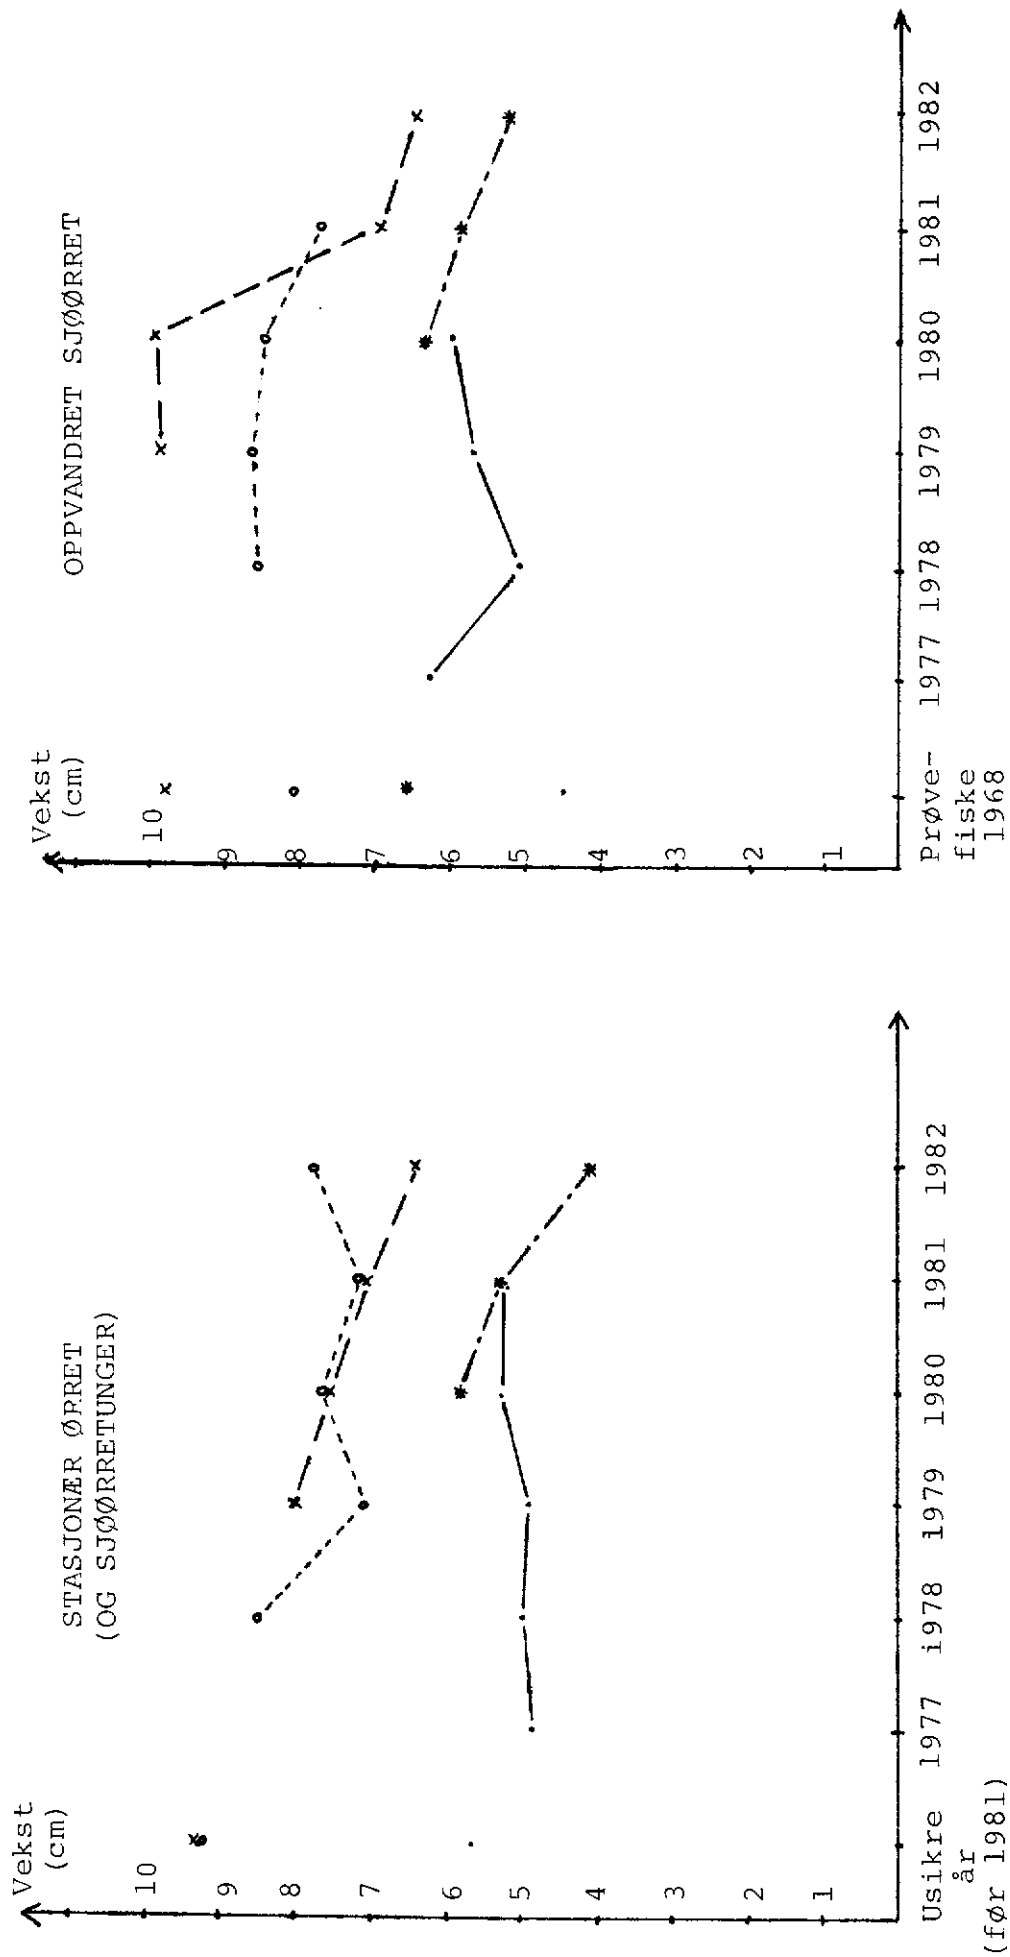 STASJONÆR ØRRET
(OG SJØØRRETUNGER)
Vekst
(cm)
10
9
8
7
6
5
4
3
2
1
Usikre
år
(før 1981)
1977 i978 i979 1980 1981 1982
OPPVANDRET SJØØRRET
Vekst
(cm)
10
9
8
7
6
5
4
3
2
1
Prøve-
fiske
1968
1977 1978 1979 1980 1981 1982